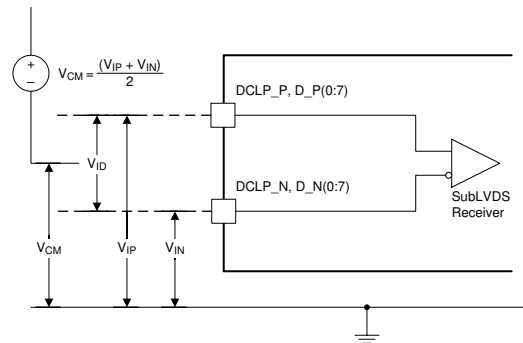 +
−
V_CM = (V_IP + V_IN) / 2
DCLP_P, D_P(0:7)
V_ID
DCLP_N, D_N(0:7)
SubLVDS
Receiver
V_CM
V_IP
V_IN